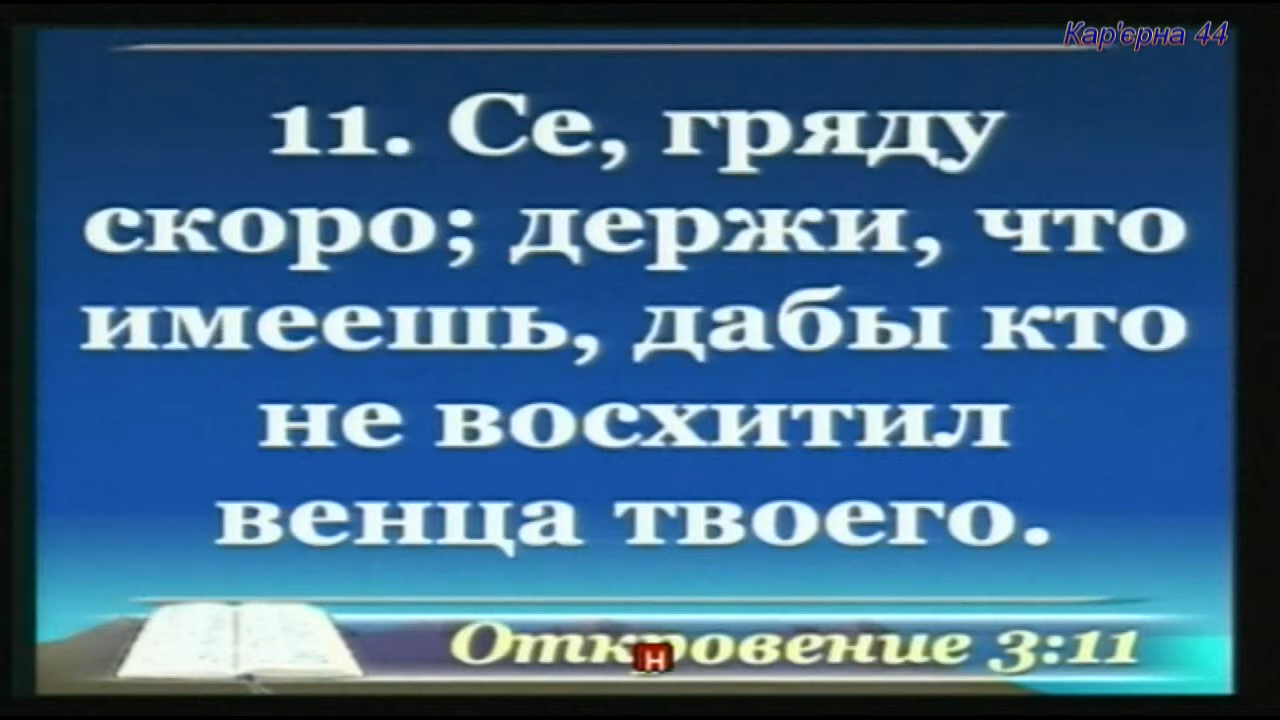 Кар'єрна 44
11. Се, гряду
скоро; держи, что
имеешь, дабы кто
не восхитил
венца твоего.
Откровение 3:11
н